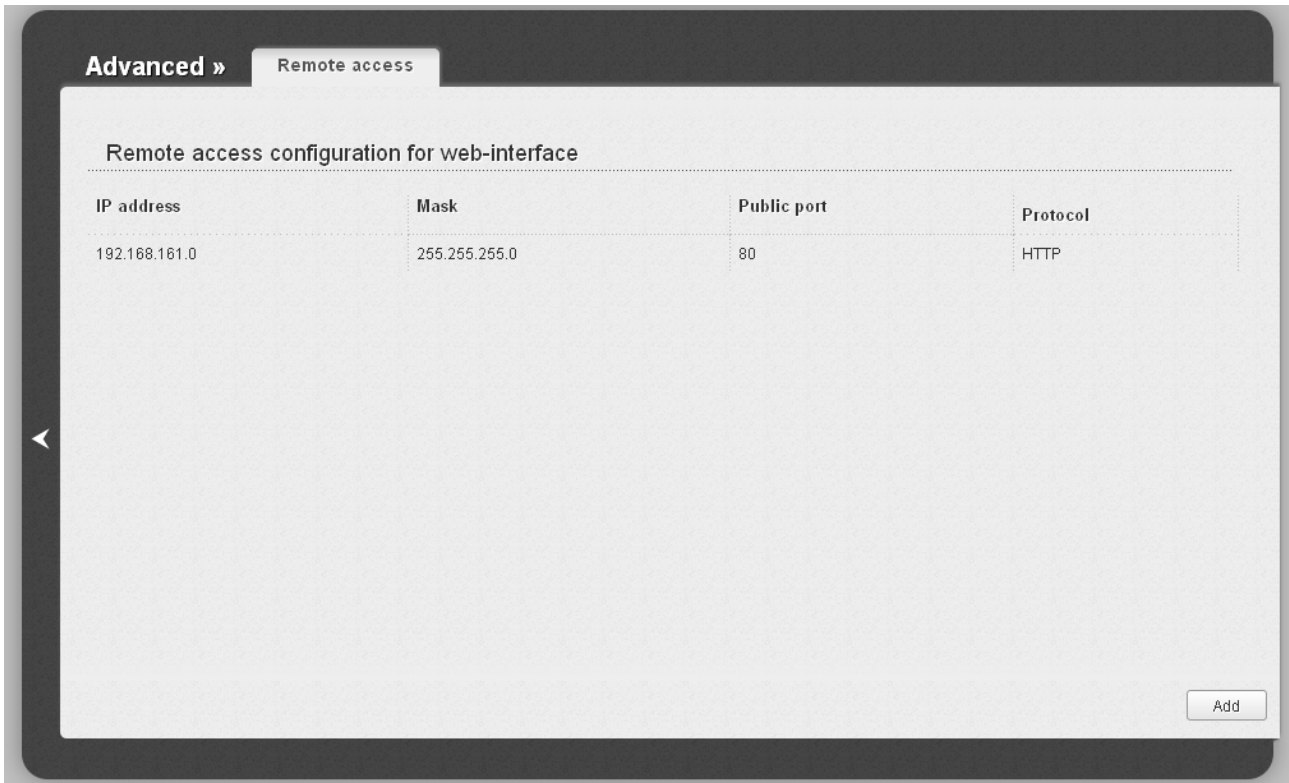 Advanced » Remote access
Remote access configuration for web-interface
IP address Mask Public port Protocol
192.168.161.0 255.255.255.0 80 HTTP
Add